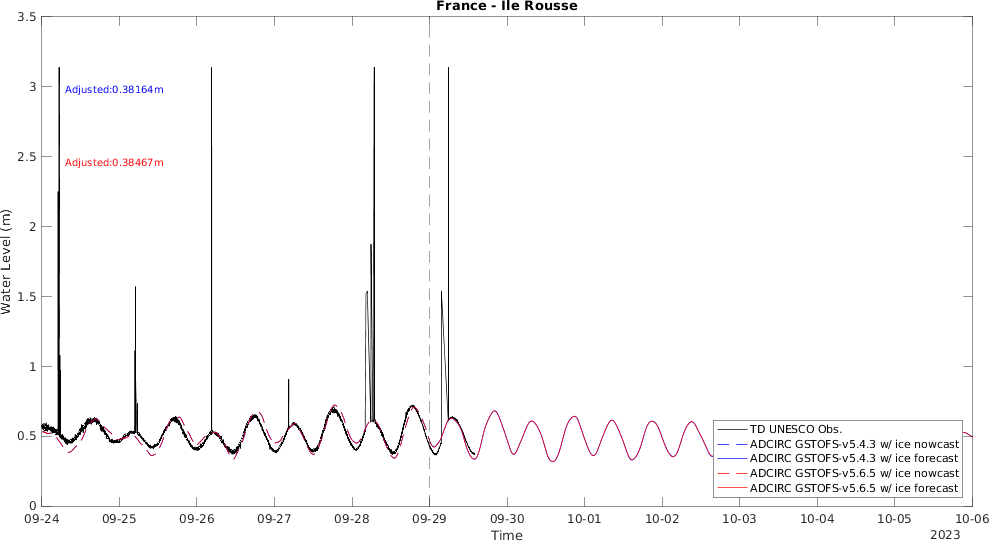 France - Ile Rousse
3.5
3
2.5
2
1.5
1
0.5
0
Water Level (m)
Adjusted:0.38164m
Adjusted:0.38467m
TD UNESCO Obs.
ADCIRC GSTOFS-v5.4.3 w/ ice nowcast
ADCIRC GSTOFS-v5.4.3 w/ ice forecast
ADCIRC GSTOFS-v5.6.5 w/ ice nowcast
ADCIRC GSTOFS-v5.6.5 w/ ice forecast
09-24 09-25 09-26 09-27 09-28 09-29 09-30 10-01 10-02 10-03 10-04 10-05 10-06
Time
2023